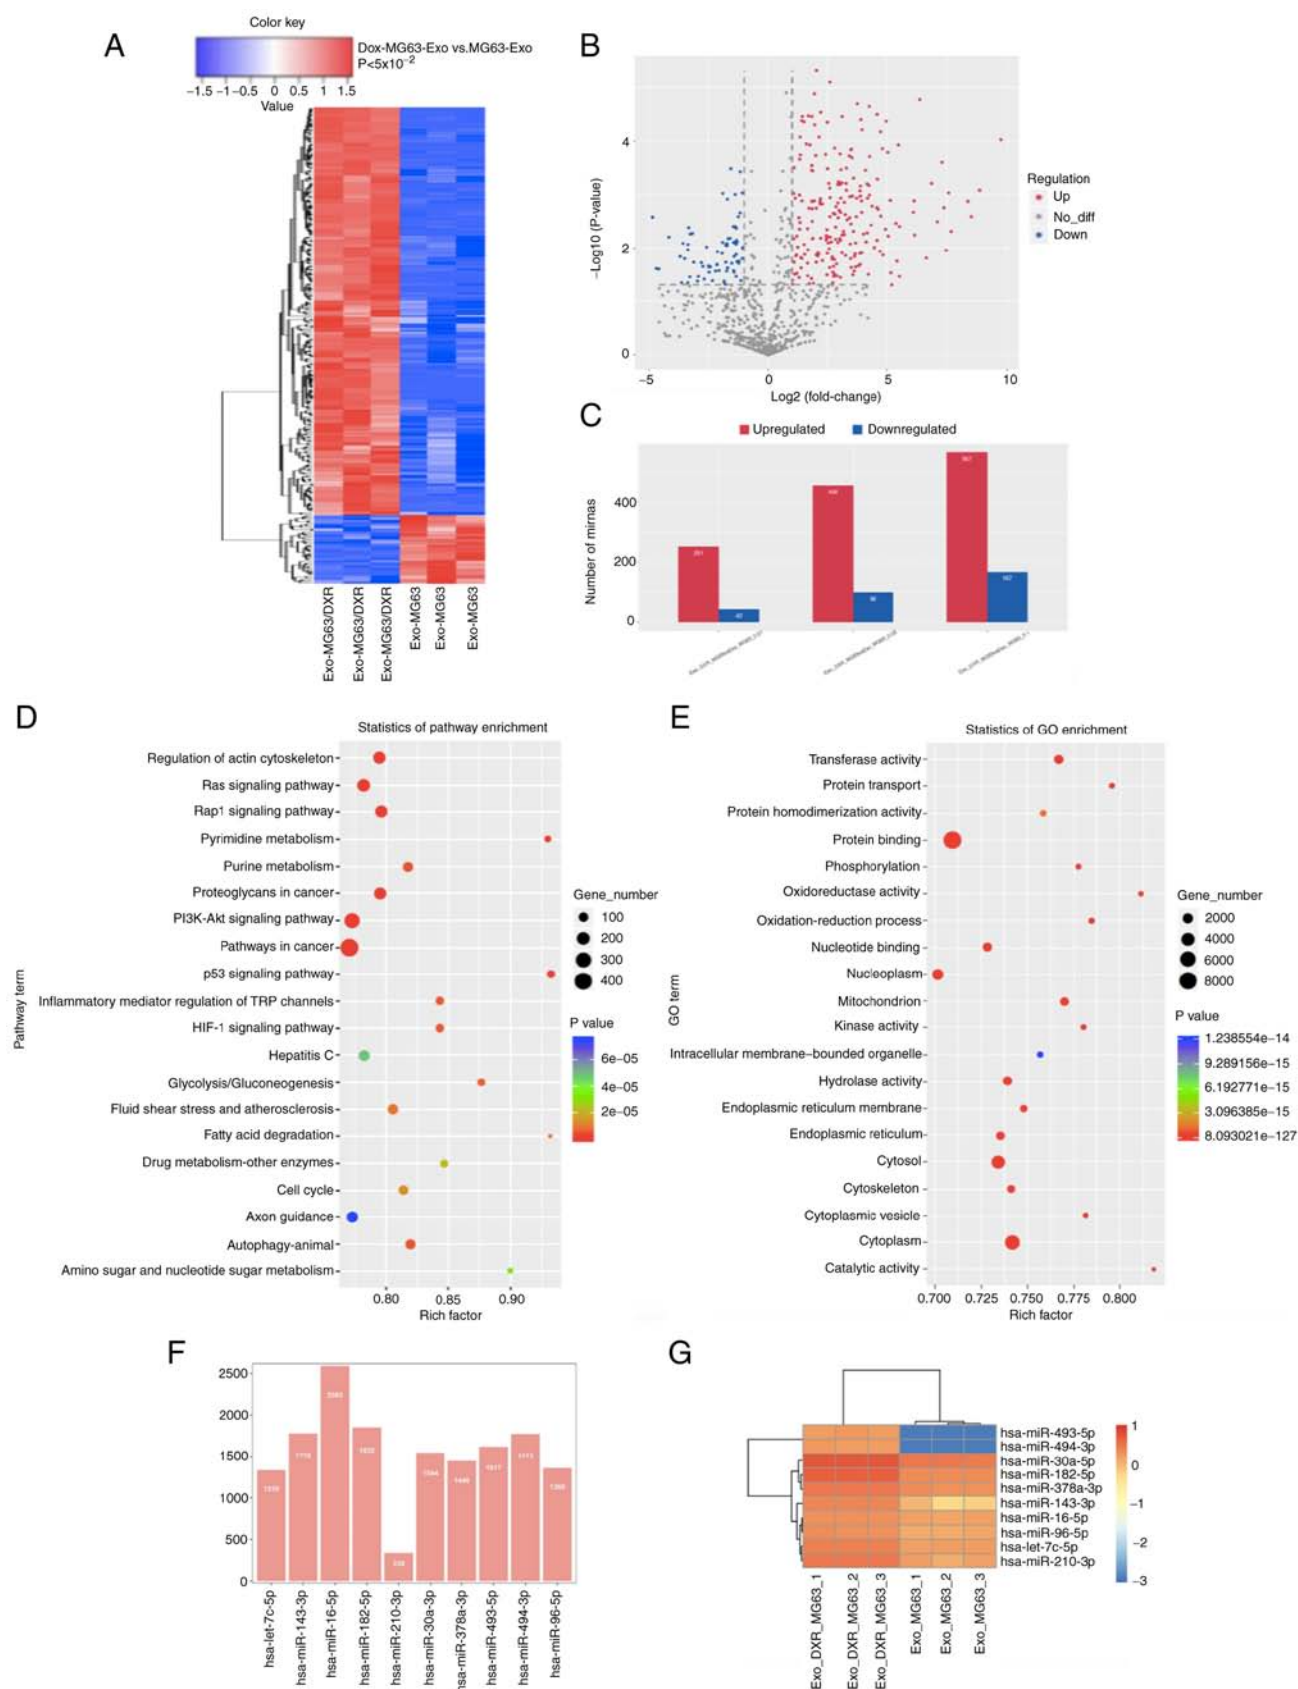 A
Color key
Dox-MG63-Exo vs.MG63-Exo
P<5x10⁻²
−1.5 −1 −0.5 0 0.5 1 1.5
Value
Exo-MG63/DXR
Exo-MG63/DXR
Exo-MG63/DXR
Exo-MG63
Exo-MG63
Exo-MG63
B
−Log10 (P-value)
4
2
0
−5 0 5 10
Log2 (fold-change)
Regulation
Up
No_diff
Down
C
Upregulated Downregulated
Number of mirnas
400
200
0
D
Statistics of pathway enrichment
Pathway term
Regulation of actin cytoskeleton
Ras signaling pathway
Rap1 signaling pathway
Pyrimidine metabolism
Purine metabolism
Proteoglycans in cancer
PI3K-Akt signaling pathway
Pathways in cancer
p53 signaling pathway
Inflammatory mediator regulation of TRP channels
HIF-1 signaling pathway
Hepatitis C
Glycolysis/Gluconeogenesis
Fluid shear stress and atherosclerosis
Fatty acid degradation
Drug metabolism-other enzymes
Cell cycle
Axon guidance
Autophagy-animal
Amino sugar and nucleotide sugar metabolism
0.80 0.85 0.90
Rich factor
Gene_number
100
200
300
400
P value
6e−05
4e−05
2e−05
E
Statistics of GO enrichment
GO term
Transferase activity
Protein transport
Protein homodimerization activity
Protein binding
Phosphorylation
Oxidoreductase activity
Oxidation-reduction process
Nucleotide binding
Nucleoplasm
Mitochondrion
Kinase activity
Intracellular membrane−bounded organelle
Hydrolase activity
Endoplasmic reticulum membrane
Endoplasmic reticulum
Cytosol
Cytoskeleton
Cytoplasmic vesicle
Cytoplasm
Catalytic activity
0.700 0.725 0.750 0.775 0.800
Rich factor
Gene_number
2000
4000
6000
8000
P value
1.238554e−14
9.289156e−15
6.192771e−15
3.096385e−15
8.093021e−127
F
2500
2000
1500
1000
500
0
hsa-let-7c-5p
hsa-miR-143-3p
hsa-miR-16-5p
hsa-miR-182-5p
hsa-miR-210-3p
hsa-miR-30a-3p
hsa-miR-378a-3p
hsa-miR-493-5p
hsa-miR-494-3p
hsa-miR-96-5p
G
hsa-miR-493-5p
hsa-miR-494-3p
hsa-miR-30a-5p
hsa-miR-182-5p
hsa-miR-378a-3p
hsa-miR-143-3p
hsa-miR-16-5p
hsa-miR-96-5p
hsa-let-7c-5p
hsa-miR-210-3p
Exo_DXR_MG63_1
Exo_DXR_MG63_2
Exo_DXR_MG63_3
Exo_MG63_1
Exo_MG63_2
Exo_MG63_3
1
0
−1
−2
−3